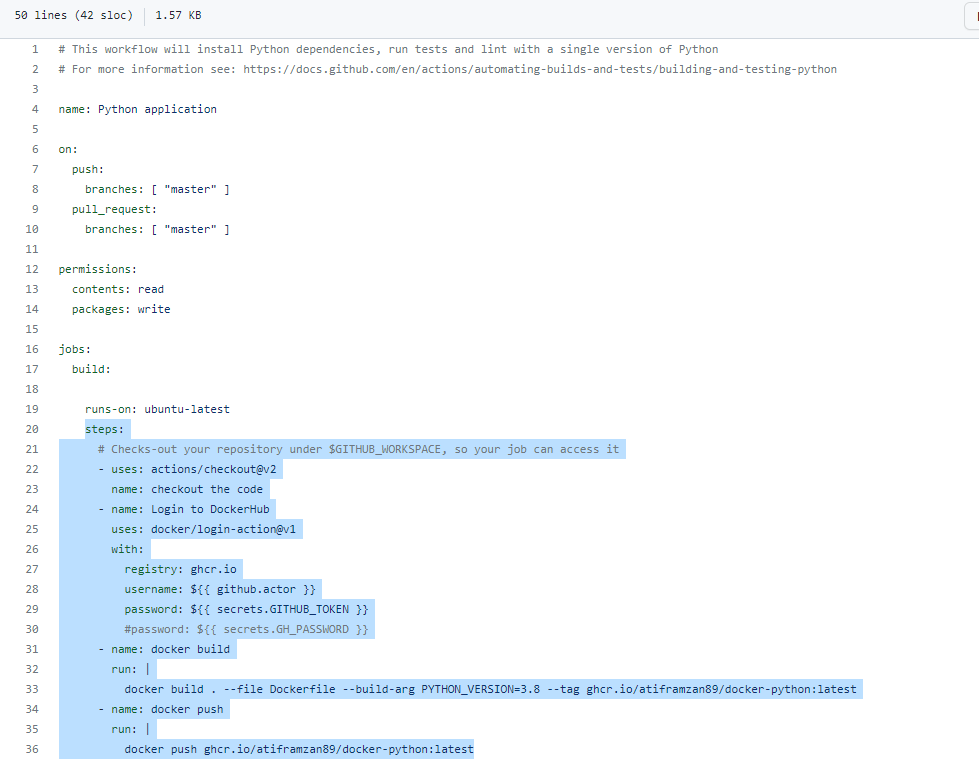 50 lines (42 sloc) 1.57 KB
1 # This workflow will install Python dependencies, run tests and lint with a single version of Python
2 # For more information see: https://docs.github.com/en/actions/automating-builds-and-tests/building-and-testing-python
3
4 name: Python application
5
6 on:
7   push:
8     branches: [ "master" ]
9   pull_request:
10     branches: [ "master" ]
11
12 permissions:
13   contents: read
14   packages: write
15
16 jobs:
17   build:
18
19     runs-on: ubuntu-latest
20     steps:
21       # Checks-out your repository under $GITHUB_WORKSPACE, so your job can access it
22       - uses: actions/checkout@v2
23         name: checkout the code
24       - name: Login to DockerHub
25         uses: docker/login-action@v1
26         with:
27           registry: ghcr.io
28           username: ${{ github.actor }}
29           password: ${{ secrets.GITHUB_TOKEN }}
30           #password: ${{ secrets.GH_PASSWORD }}
31       - name: docker build
32         run: |
33           docker build . --file Dockerfile --build-arg PYTHON_VERSION=3.8 --tag ghcr.io/atiframzan89/docker-python:latest
34       - name: docker push
35         run: |
36           docker push ghcr.io/atiframzan89/docker-python:latest